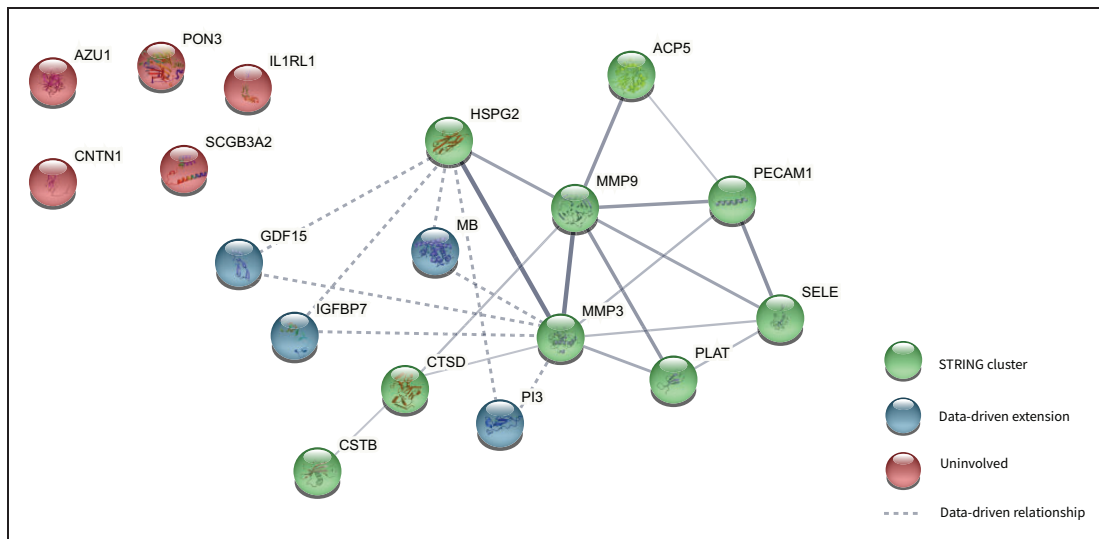 AZU1
PON3
IL1RL1
ACP5
CNTN1
SCGB3A2
HSPG2
MMP9
PECAM1
GDF15
MB
IGFBP7
MMP3
SELE
CTSD
PLAT
PI3
CSTB
STRING cluster
Data-driven extension
Uninvolved
Data-driven relationship